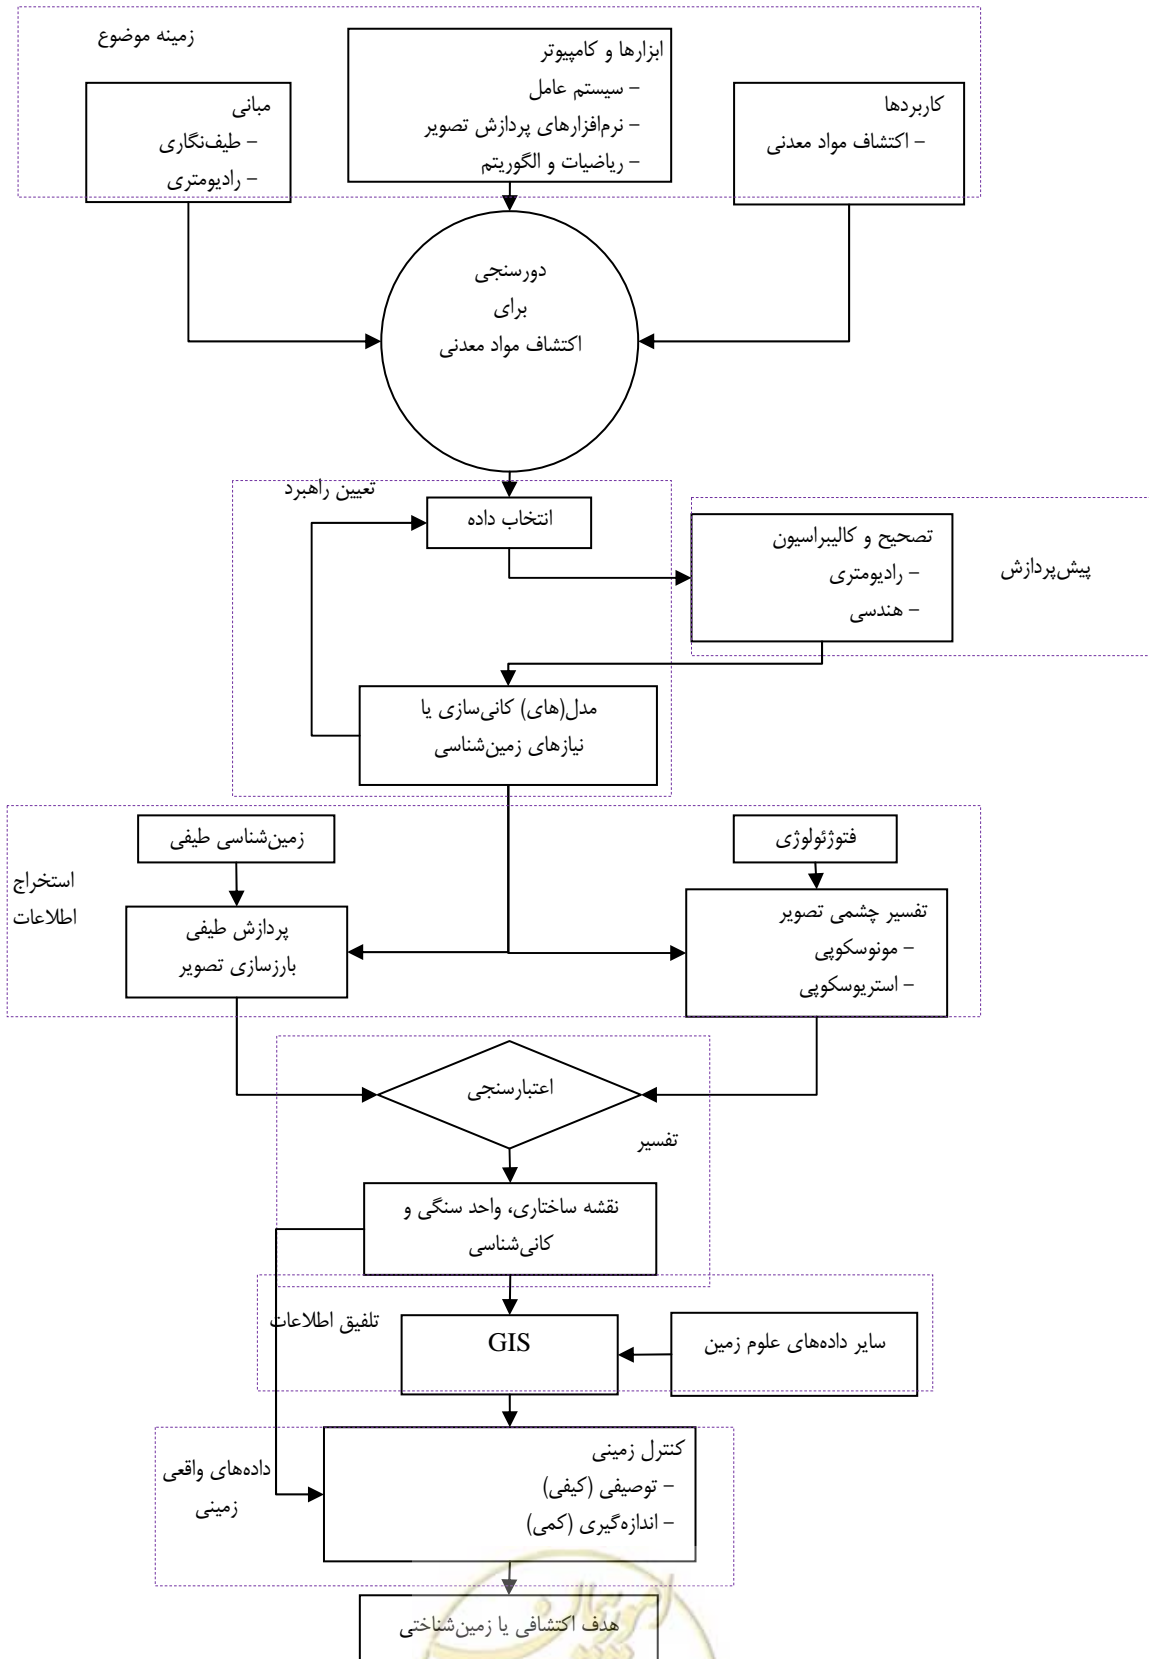 زمینه موضوع
ابزارها و کامپیوتر
– سیستم عامل
– نرم‌افزارهای پردازش تصویر
– ریاضیات و الگوریتم
کاربردها
– اکتشاف مواد معدنی
مبانی
– طیف‌نگاری
– رادیومتری
دورسنجی
برای
اکتشاف مواد معدنی
تعیین راهبرد
انتخاب داده
تصحیح و کالیبراسیون
– رادیومتری
– هندسی
پیش‌پردازش
مدل(های) کانی‌سازی یا
نیازهای زمین‌شناسی
فتوژئولوژی
زمین‌شناسی طیفی
استخراج
اطلاعات
تفسیر چشمی تصویر
– مونوسکوپی
– استریوسکوپی
پردازش طیفی
بارزسازی تصویر
اعتبارسنجی
تفسیر
نقشه ساختاری، واحد سنگی و
کانی‌شناسی
تلفیق اطلاعات
GIS
سایر داده‌های علوم زمین
کنترل زمینی
– توصیفی (کیفی)
– اندازه‌گیری (کمی)
داده‌های واقعی
زمینی
هدف اکتشافی یا زمین‌شناختی